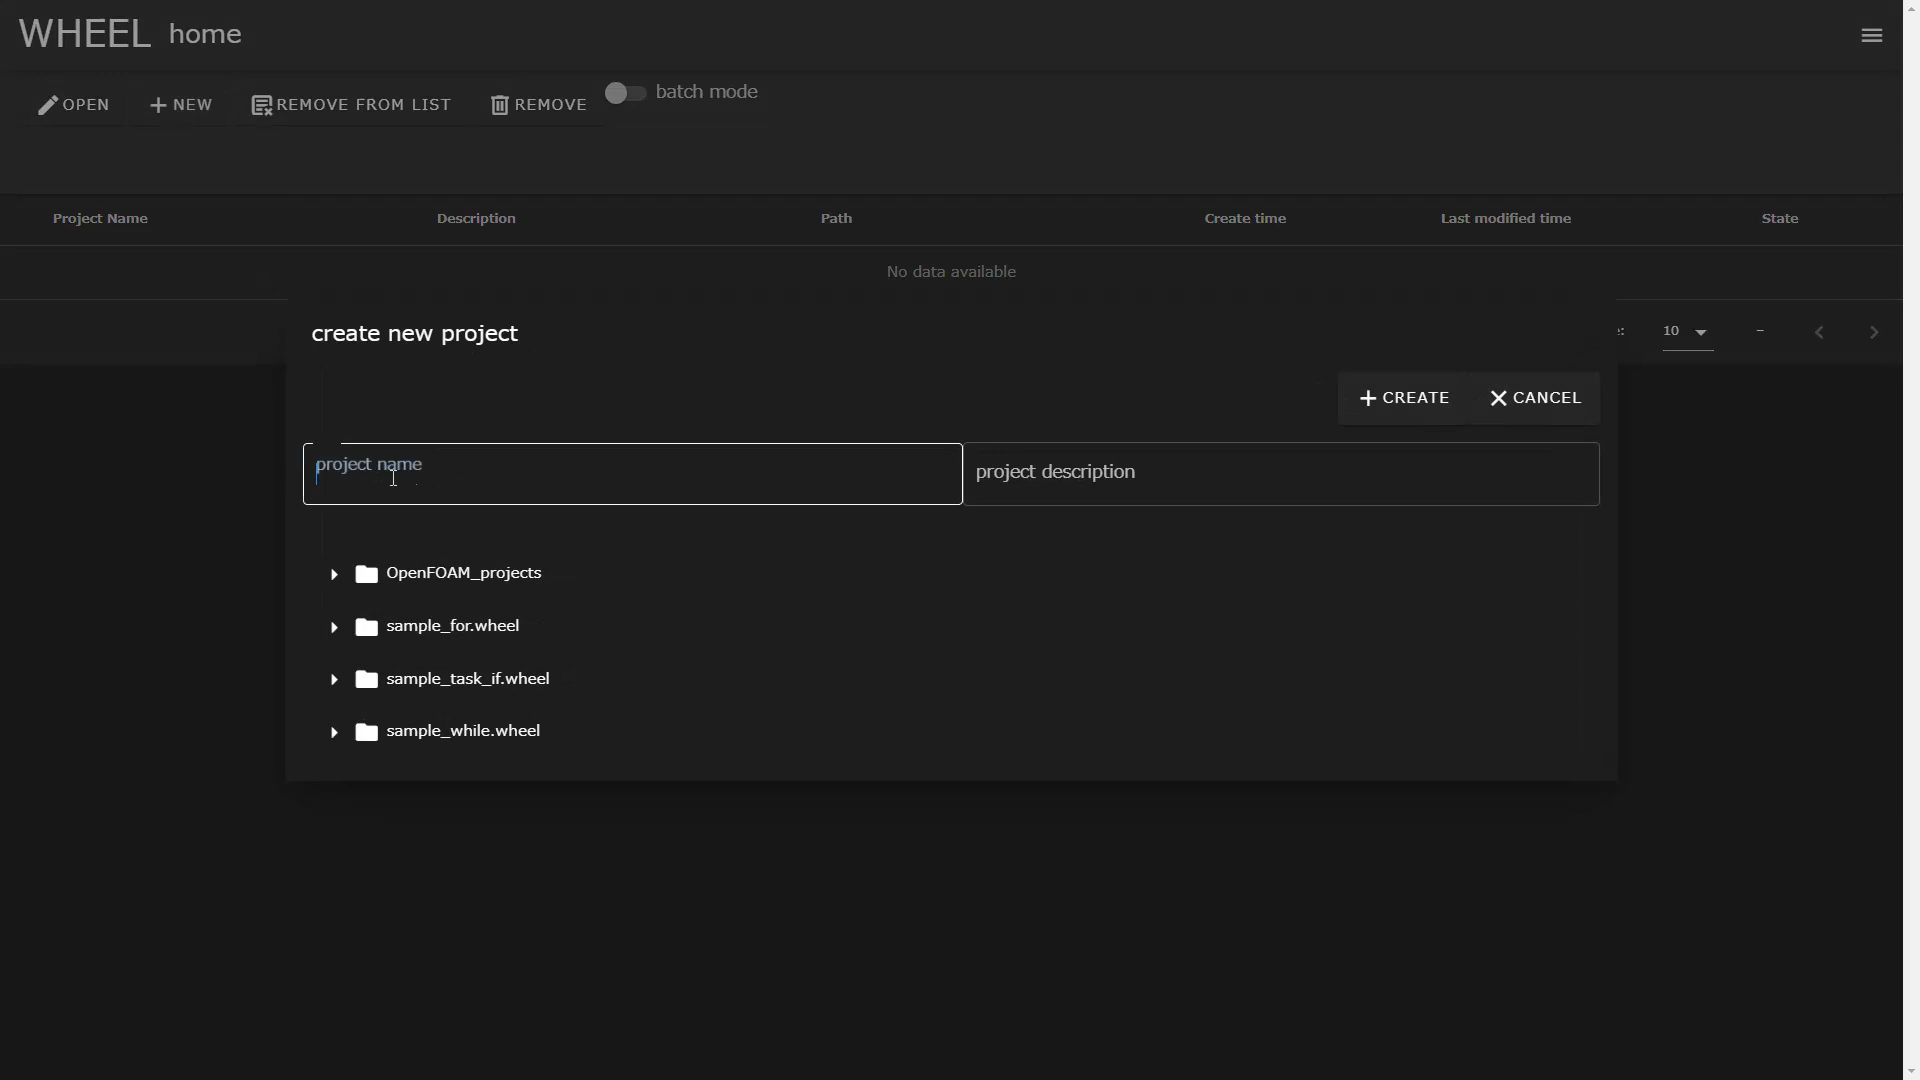 WHEEL home
OPEN NEW REMOVE FROM LIST REMOVE batch mode
Project Name Description Path Create time Last modified time State
No data available
create new project
e: 10 –
CREATE CANCEL
project name project description
OpenFOAM_projects
sample_for.wheel
sample_task_if.wheel
sample_while.wheel